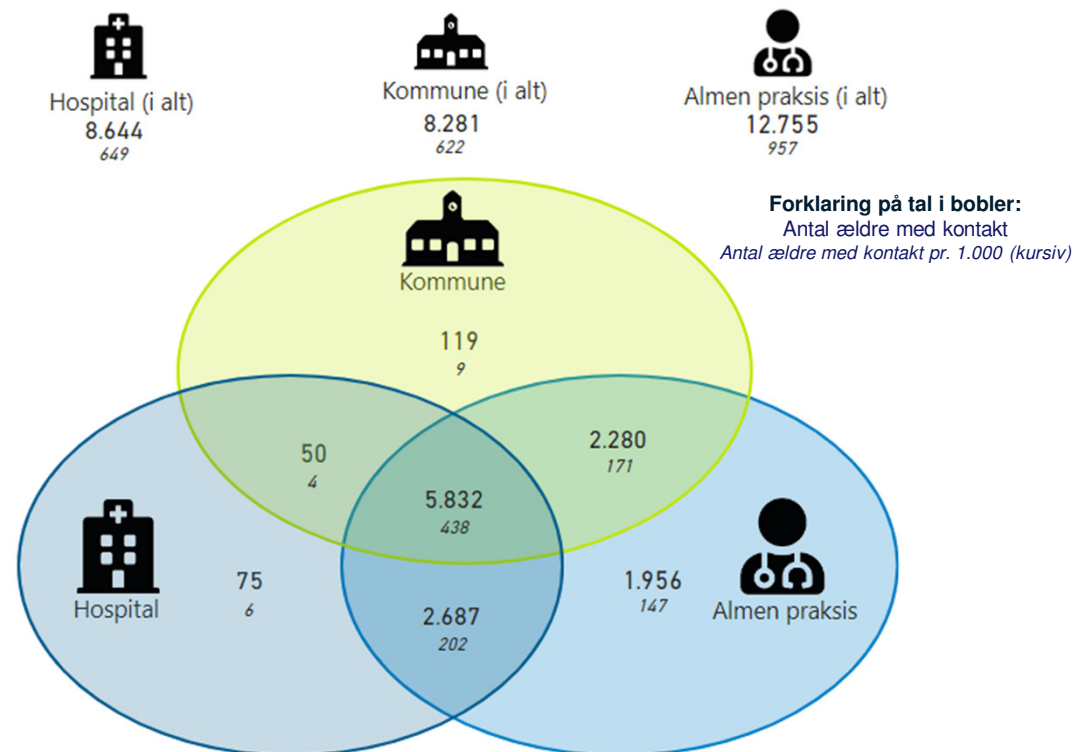 Hospital (i alt)
8.644
649
Kommune (i alt)
8.281
622
Almen praksis (i alt)
12.755
957
Forklaring på tal i bobler:
Antal ældre med kontakt
Antal ældre med kontakt pr. 1.000 (kursiv)
Kommune
119
9
50
4
2.280
171
5.832
438
Hospital
75
6
2.687
202
1.956
147
Almen praksis